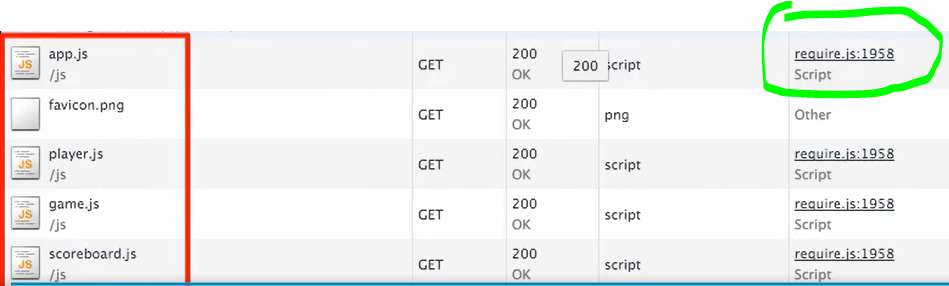 app.js
/js
GET
200
OK
200
script
require.js:1958
Script
favicon.png
GET
200
OK
png
Other
player.js
/js
GET
200
OK
script
require.js:1958
Script
game.js
/js
GET
200
OK
script
require.js:1958
Script
scoreboard.js
/js
GET
200
OK
script
require.js:1958
Script